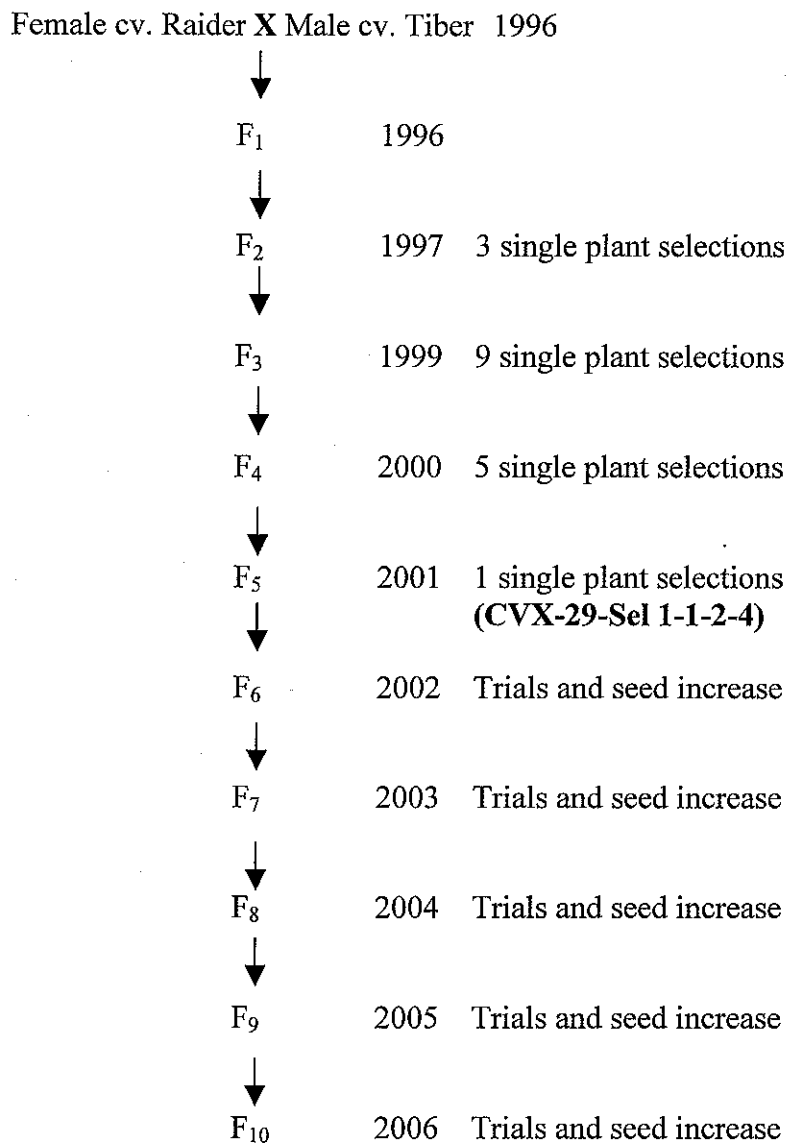 Female cv. Raider X Male cv. Tiber 1996
F₁ 1996
F₂ 1997 3 single plant selections
F₃ 1999 9 single plant selections
F₄ 2000 5 single plant selections
F₅ 2001 1 single plant selections
(CVX-29-Sel 1-1-2-4)
F₆ 2002 Trials and seed increase
F₇ 2003 Trials and seed increase
F₈ 2004 Trials and seed increase
F₉ 2005 Trials and seed increase
F₁₀ 2006 Trials and seed increase